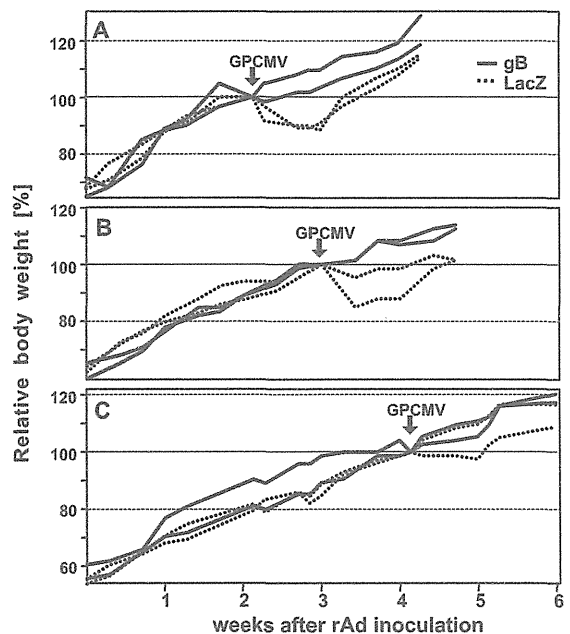 A
120
100
80
GPCMV
gB
LacZ
B
120
100
80
GPCMV
C
120
100
80
60
GPCMV
1 2 3 4 5 6
weeks after rAd inoculation
Relative body weight [%]